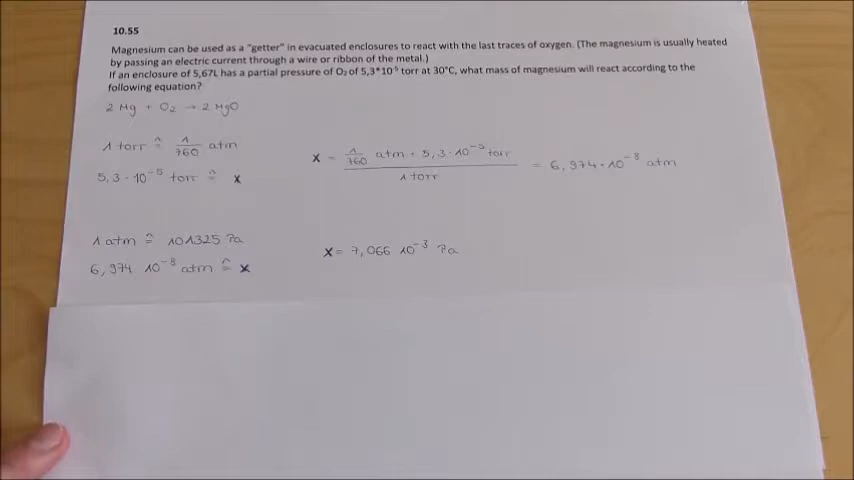 10.55
Magnesium can be used as a "getter" in evacuated enclosures to react with the last traces of oxygen. (The magnesium is usually heated
by passing an electric current through a wire or ribbon of the metal.)
If an enclosure of 5,67L has a partial pressure of O₂ of 5,3*10⁻⁵ torr at 30°C, what mass of magnesium will react according to the
following equation?
2 Mg + O₂ → 2 MgO
1 torr ≙ 1/760 atm
5,3 · 10⁻⁵ torr ≙ x
x = (1/760 atm · 5,3 · 10⁻⁵ torr) / 1 torr = 6,974 · 10⁻⁸ atm
1 atm ≙ 101325 Pa
6,974 10⁻⁸ atm ≙ x
x = 7,066 10⁻³ Pa